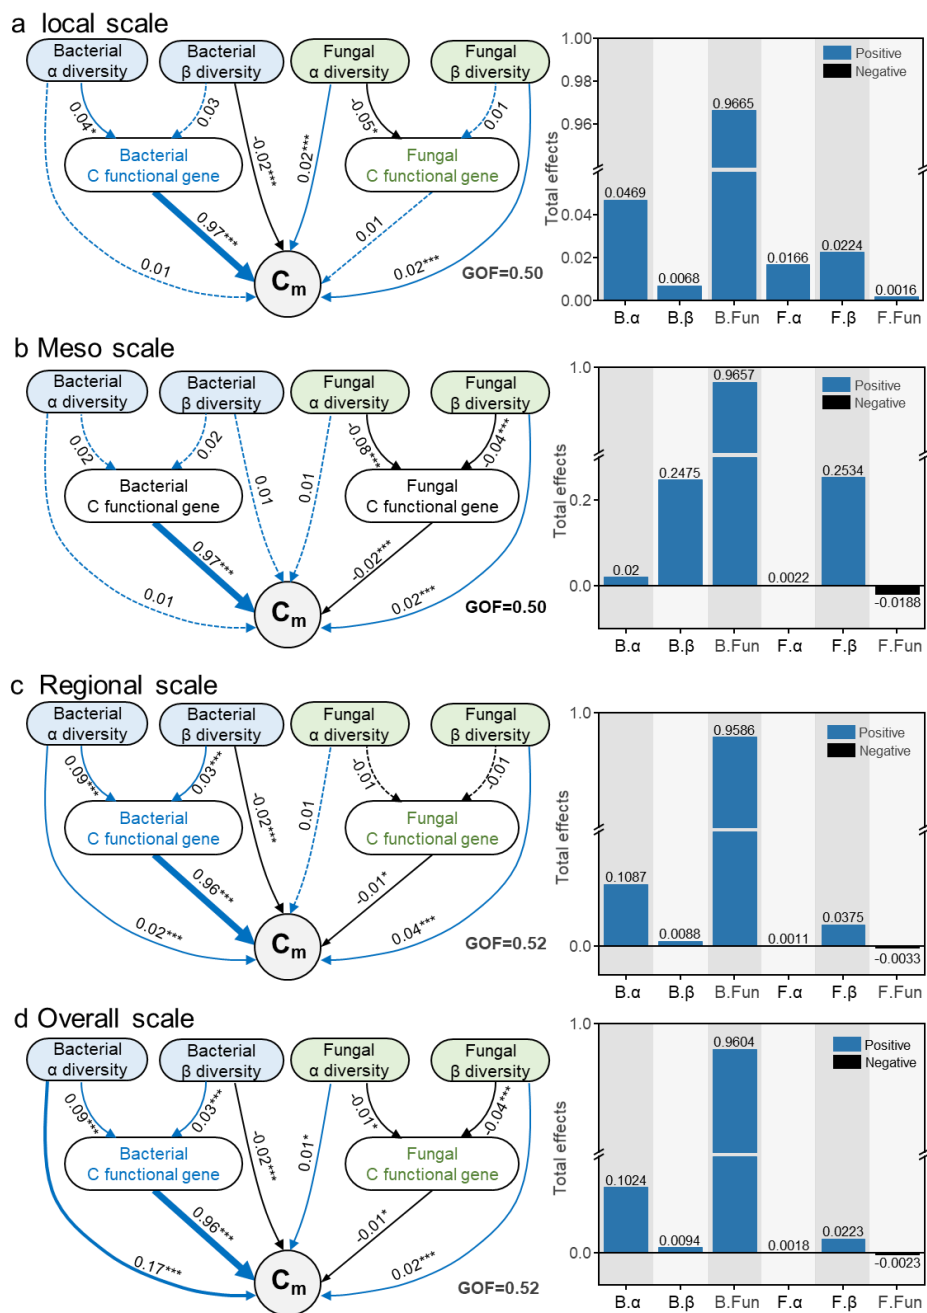 a local scale
Bacterial
α diversity
Bacterial
β diversity
Fungal
α diversity
Fungal
β diversity
0.04*
0.03
-0.02***
0.02***
-0.05*
0.01
Bacterial
C functional gene
Fungal
C functional gene
0.97***
0.01
0.01
0.02***
Cm
GOF=0.50
Total effects
1.00
0.96
0.04
0.02
0.00
Positive
Negative
0.0469
0.0068
0.9665
0.0166
0.0224
0.0016
B.α
B.β
B.Fun
F.α
F.β
F.Fun
b Meso scale
Bacterial
α diversity
Bacterial
β diversity
Fungal
α diversity
Fungal
β diversity
0.02
0.02
0.01
0.01
-0.08***
-0.04***
Bacterial
C functional gene
Fungal
C functional gene
0.97***
-0.02***
0.01
0.02***
Cm
GOF=0.50
Total effects
1.0
0.2
0.0
Positive
Negative
0.02
0.2475
0.9657
0.0022
0.2534
-0.0188
B.α
B.β
B.Fun
F.α
F.β
F.Fun
c Regional scale
Bacterial
α diversity
Bacterial
β diversity
Fungal
α diversity
Fungal
β diversity
0.09***
0.03***
-0.02***
0.01
-0.01
-0.01
Bacterial
C functional gene
Fungal
C functional gene
0.96***
-0.01*
0.02***
0.04***
Cm
GOF=0.52
Total effects
1.0
0.0
Positive
Negative
0.1087
0.0088
0.9586
0.0011
0.0375
-0.0033
B.α
B.β
B.Fun
F.α
F.β
F.Fun
d Overall scale
Bacterial
α diversity
Bacterial
β diversity
Fungal
α diversity
Fungal
β diversity
0.09***
0.03***
-0.02***
0.01*
-0.01*
-0.04***
Bacterial
C functional gene
Fungal
C functional gene
0.96***
-0.01*
0.17***
0.02***
Cm
GOF=0.52
Total effects
1.0
0.0
Positive
Negative
0.1024
0.0094
0.9604
0.0018
0.0223
-0.0023
B.α
B.β
B.Fun
F.α
F.β
F.Fun